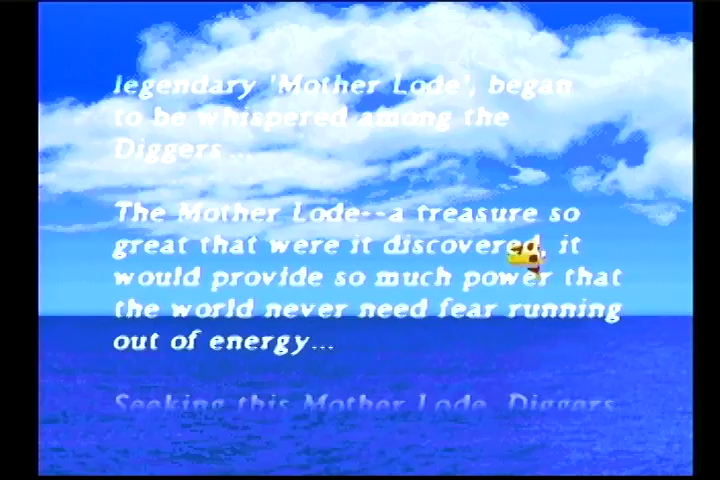 legendary 'Mother Lode', began
to be whispered among the
Diggers...
The Mother Lode--a treasure so
great that were it discovered, it
would provide so much power that
the world never need fear running
out of energy...
Seeking this Mother Lode, Diggers